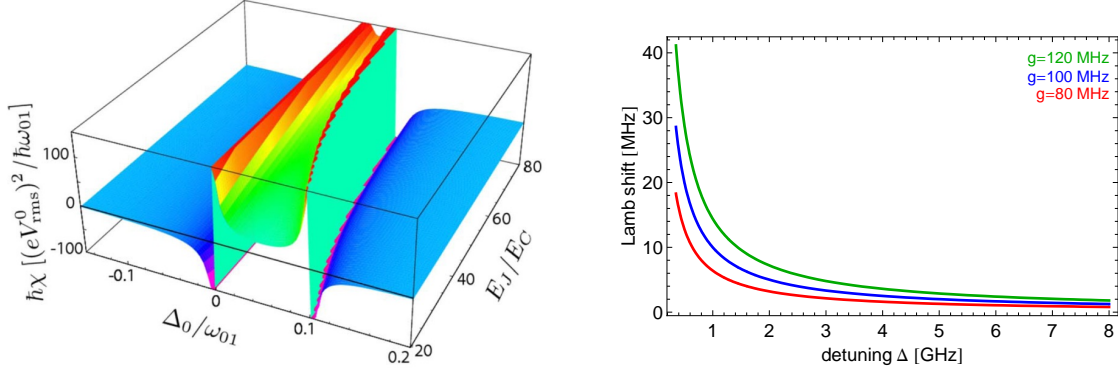 ℏχ [(eV⁰rms)²/ℏω01]
100
0
-100
-0.1
0
0.1
0.2
Δ0/ω01
20
40
60
80
EJ/EC
Lamb shift [MHz]
40
30
20
10
0
g=120 MHz
g=100 MHz
g=80 MHz
1 2 3 4 5 6 7 8
detuning Δ [GHz]